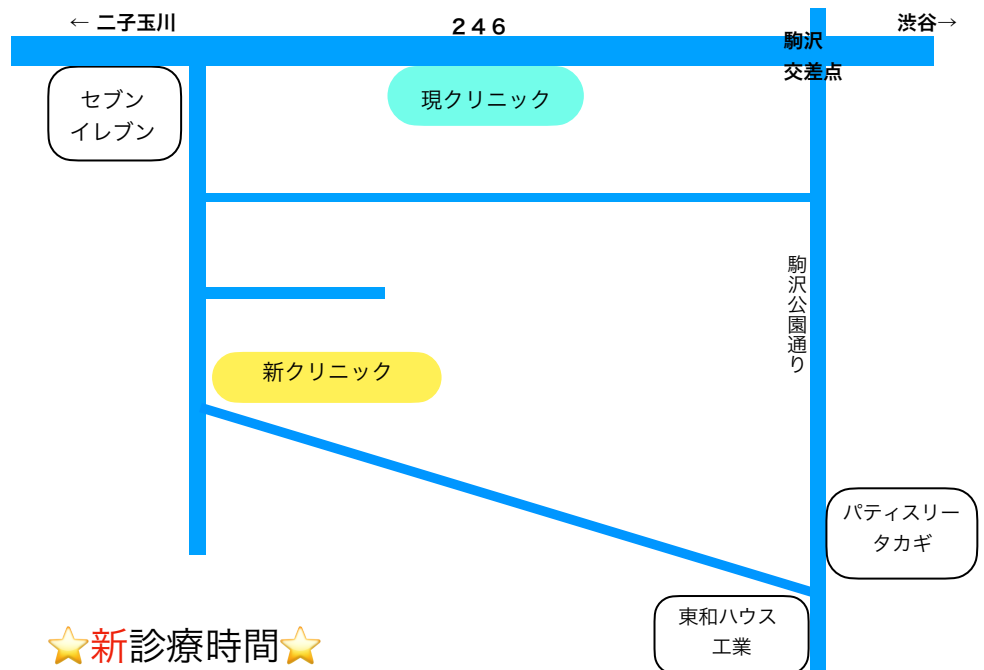 ← 二子玉川
２４６
渋谷→
駒沢
交差点
セブン
イレブン
現クリニック
駒沢公園通り
新クリニック
パティスリー
タカギ
東和ハウス
工業
⭐新診療時間⭐